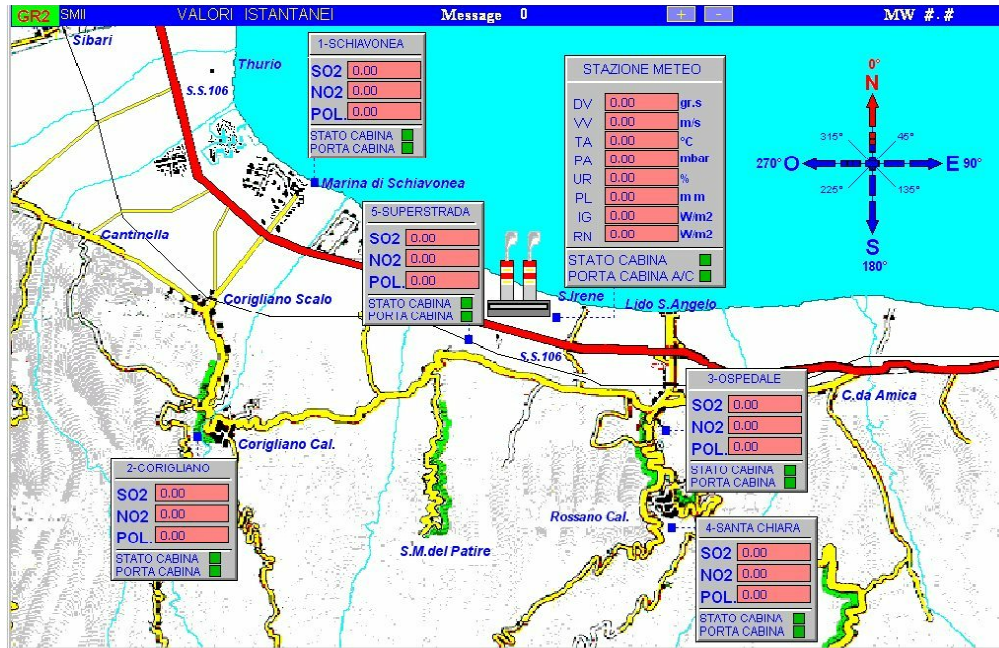 GR2 SMII VALORI ISTANTANEI Message 0 + - MW #.#
Sibari
Thurio
S.S.106
1-SCHIAVONEA
SO2 0.00
NO2 0.00
POL. 0.00
STATO CABINA
PORTA CABINA
STAZIONE METEO
DV 0.00 gr.s
VV 0.00 m/s
TA 0.00 °C
PA 0.00 mbar
UR 0.00 %
PL 0.00 mm
IG 0.00 W/m2
RN 0.00 W/m2
STATO CABINA
PORTA CABINA A/C
0°
N
315° 45°
270° O E 90°
225° 135°
S
180°
Marina di Schiavonea
5-SUPERSTRADA
SO2 0.00
NO2 0.00
POL. 0.00
STATO CABINA
PORTA CABINA
Cantinella
Corigliano Scalo
S.Irene
Lido S.Angelo
S.S.106
3-OSPEDALE
SO2 0.00
NO2 0.00
POL. 0.00
STATO CABINA
PORTA CABINA
C.da Amica
Corigliano Cal.
2-CORIGLIANO
SO2 0.00
NO2 0.00
POL. 0.00
STATO CABINA
PORTA CABINA
S.M.del Patire
Rossano Cal.
4-SANTA CHIARA
SO2 0.00
NO2 0.00
POL. 0.00
STATO CABINA
PORTA CABINA